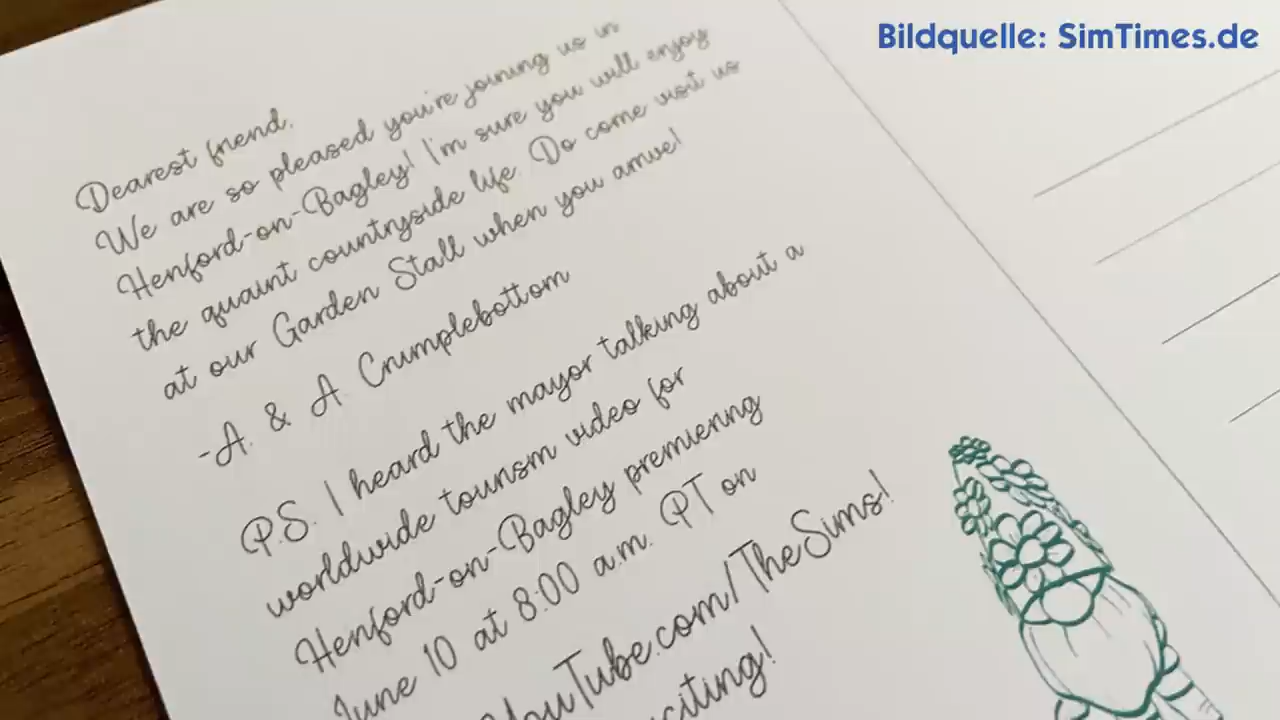 Bildquelle: SimTimes.de
Dearest friend,
We are so pleased you're joining us in
Henford-on-Bagley! I'm sure you will enjoy
the quaint countryside life. Do come visit us
at our Garden Stall when you arrive!
-A. & A. Crumplebottom
P.S. I heard the mayor talking about a
worldwide tourism video for
Henford-on-Bagley premiering
June 10 at 8:00 a.m. PT on
YouTube.com/TheSims!